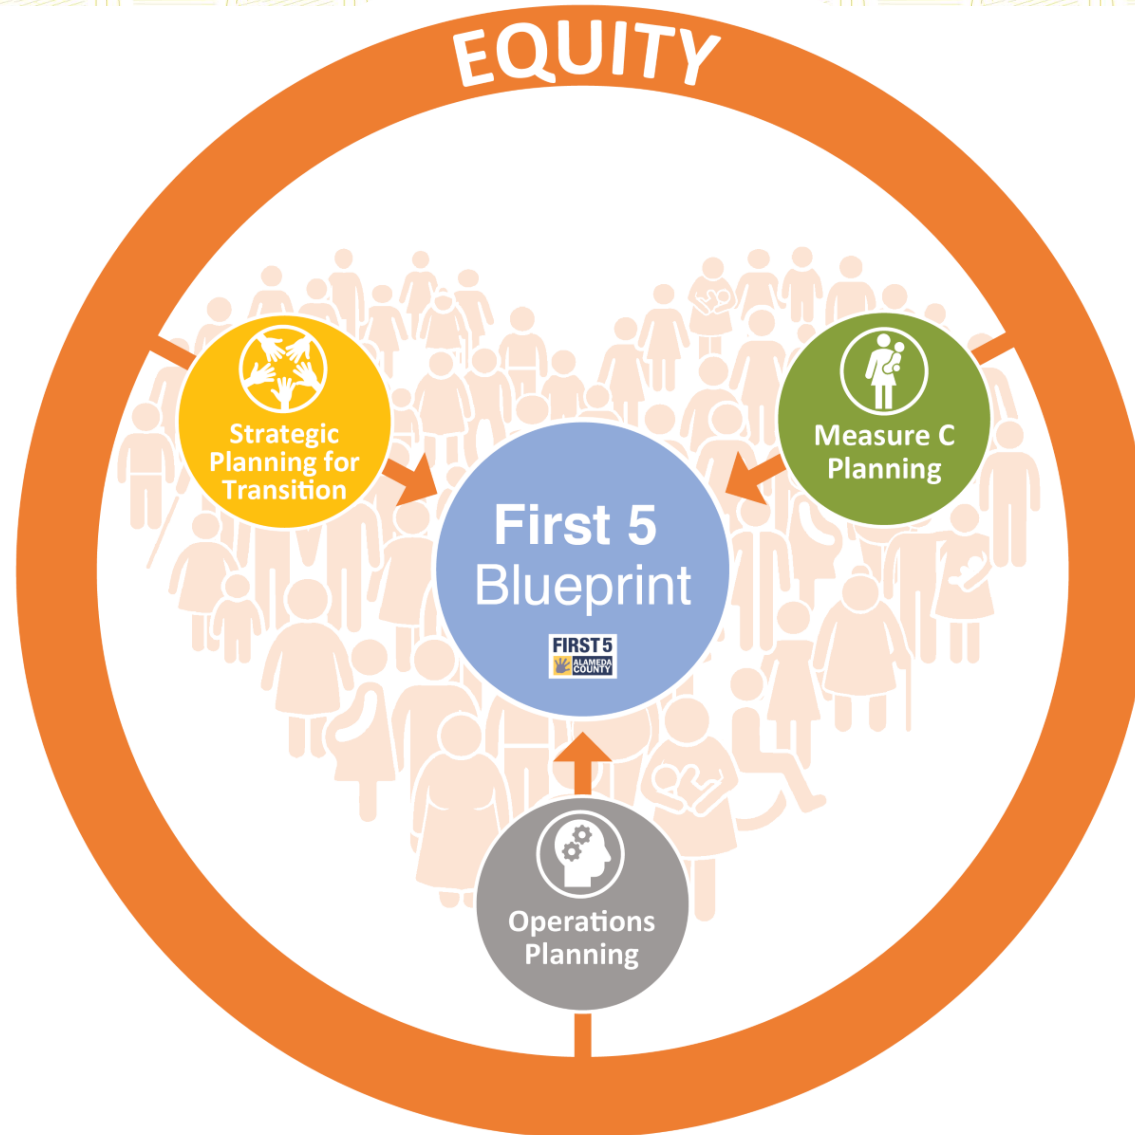 EQUITY
Strategic
Planning for
Transition
Measure C
Planning
First 5
Blueprint
FIRST 5
ALAMEDA
COUNTY
Operations
Planning